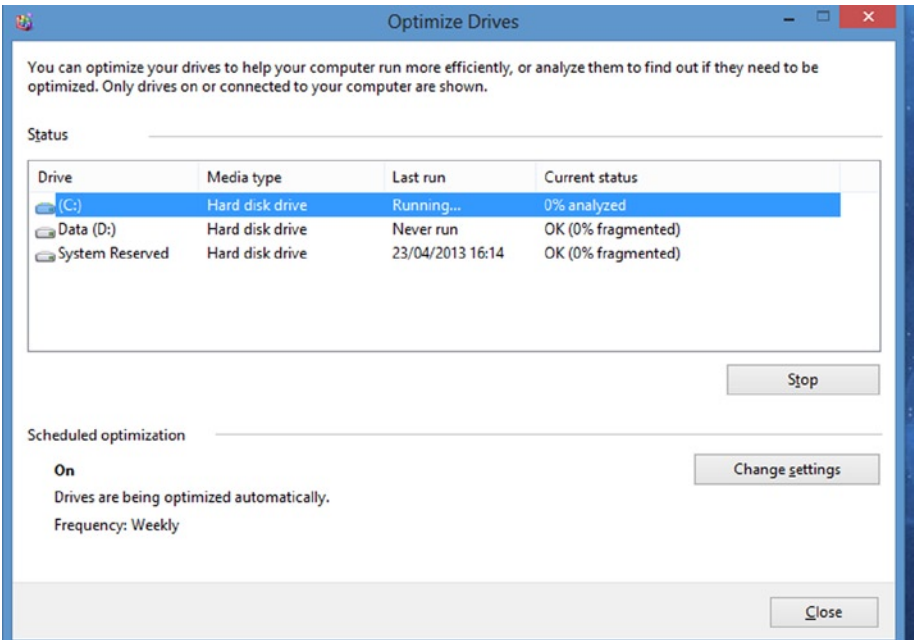 Optimize Drives
You can optimize your drives to help your computer run more efficiently, or analyze them to find out if they need to be
optimized. Only drives on or connected to your computer are shown.
Status
Drive Media type Last run Current status
(C:) Hard disk drive Running... 0% analyzed
Data (D:) Hard disk drive Never run OK (0% fragmented)
System Reserved Hard disk drive 23/04/2013 16:14 OK (0% fragmented)
Stop
Scheduled optimization
On
Change settings
Drives are being optimized automatically.
Frequency: Weekly
Close